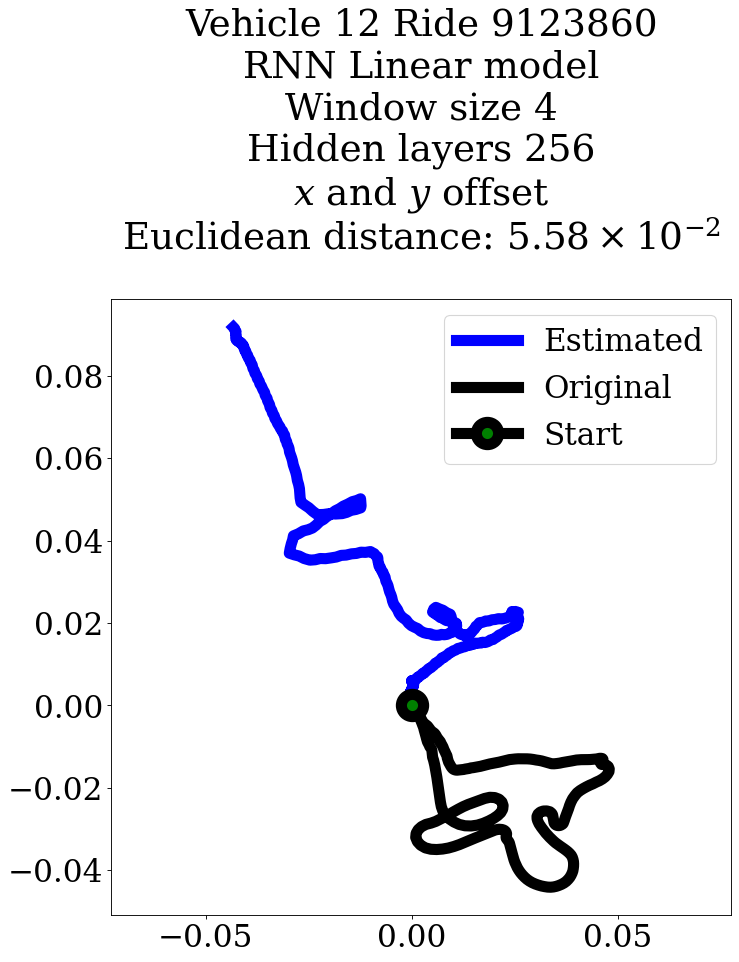 Vehicle 12 Ride 9123860
RNN Linear model
Window size 4
Hidden layers 256
x and y offset
Euclidean distance: 5.58 × 10⁻²
Estimated
Original
Start
0.08
0.06
0.04
0.02
0.00
−0.02
−0.04
−0.05 0.00 0.05